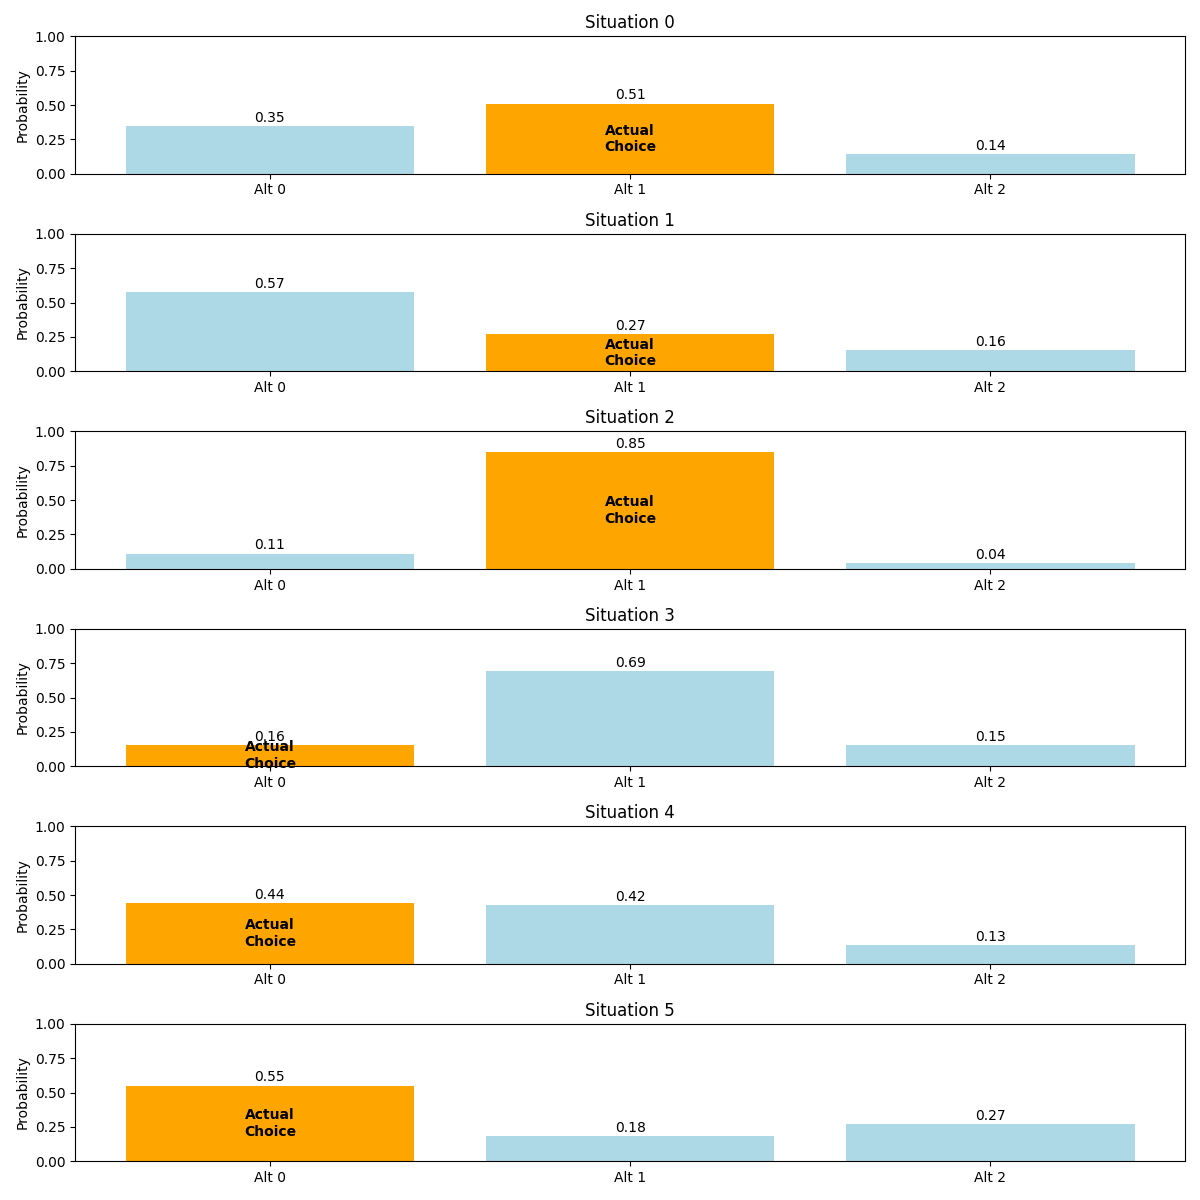 Situation 0
Probability
1.00
0.75
0.50
0.25
0.00
0.35
0.51
0.14
Actual
Choice
Alt 0
Alt 1
Alt 2
Situation 1
Probability
1.00
0.75
0.50
0.25
0.00
0.57
0.27
0.16
Actual
Choice
Alt 0
Alt 1
Alt 2
Situation 2
Probability
1.00
0.75
0.50
0.25
0.00
0.11
0.85
0.04
Actual
Choice
Alt 0
Alt 1
Alt 2
Situation 3
Probability
1.00
0.75
0.50
0.25
0.00
0.16
0.69
0.15
Actual
Choice
Alt 0
Alt 1
Alt 2
Situation 4
Probability
1.00
0.75
0.50
0.25
0.00
0.44
0.42
0.13
Actual
Choice
Alt 0
Alt 1
Alt 2
Situation 5
Probability
1.00
0.75
0.50
0.25
0.00
0.55
0.18
0.27
Actual
Choice
Alt 0
Alt 1
Alt 2